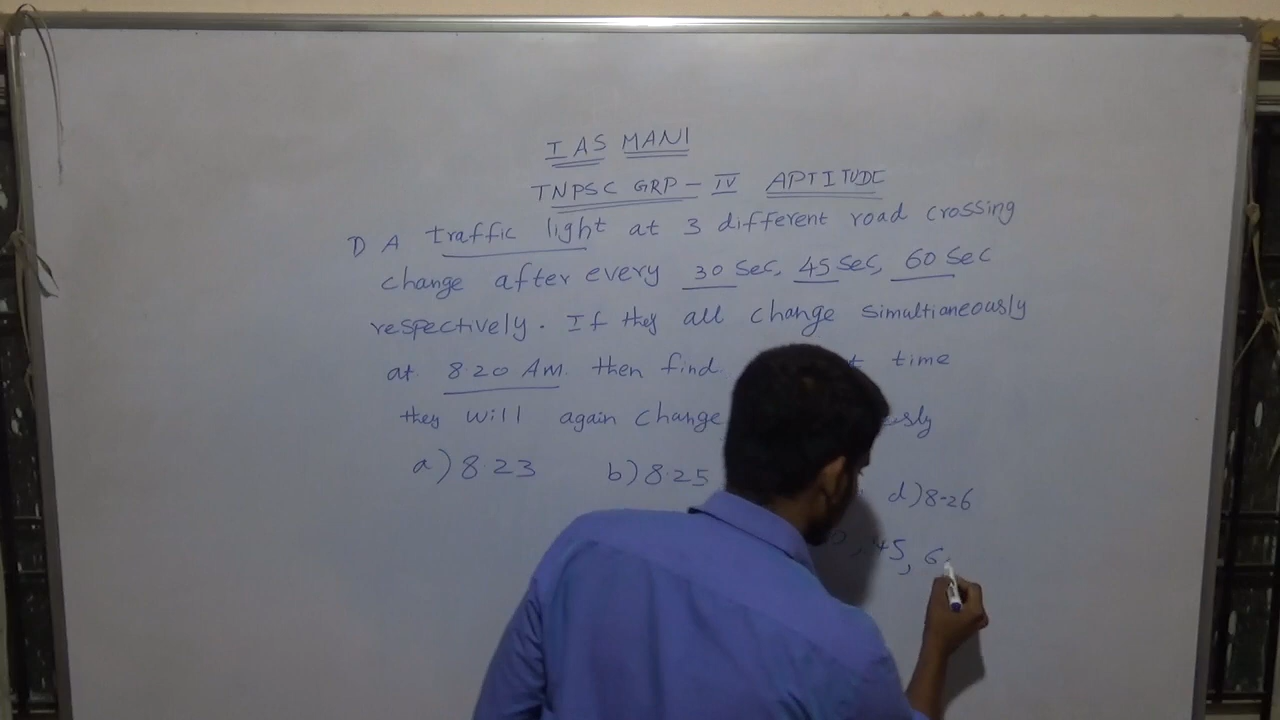 IAS MANI
TNPSC GRP - IV APTITUDE
1) A traffic light at 3 different road crossing
change after every 30 Sec, 45 Sec, 60 Sec
respectively. If they all change simultianeously
at 8.20 Am. then find time
they will again change
a) 8.23 b) 8.25 d) 8.26
, 45, 6